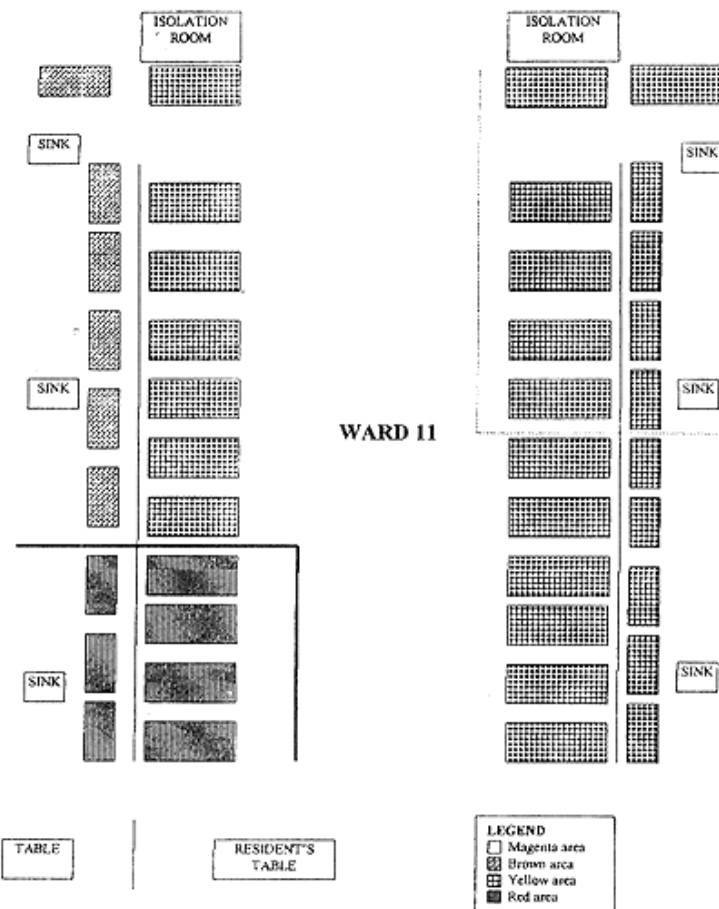 ISOLATION
ROOM
ISOLATION
ROOM
SINK
SINK
SINK
SINK
WARD 11
SINK
SINK
TABLE
RESIDENT'S
TABLE
LEGEND
Magenta area
Brown area
Yellow area
Red area